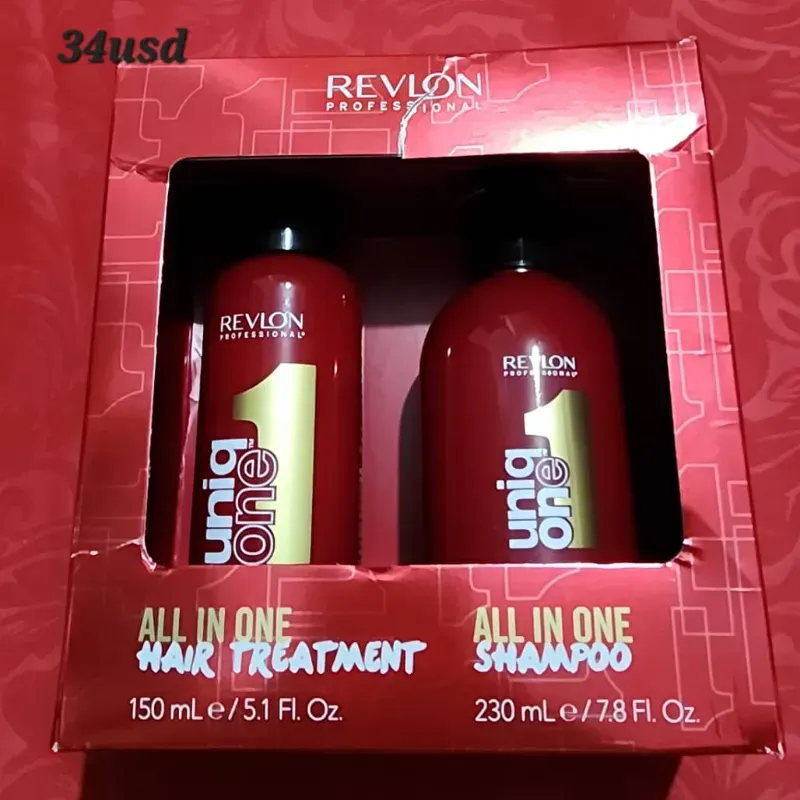 34usd
REVLON
PROFESSIONAL
REVLON
PROFESSIONAL®
uniq
one™
1
REVLON
PROFESSIONAL®
uniq
one
1
ALL IN ONE
HAIR TREATMENT
150 mL e / 5.1 Fl. Oz.
ALL IN ONE
SHAMPOO
230 mL e / 7.8 Fl. Oz.